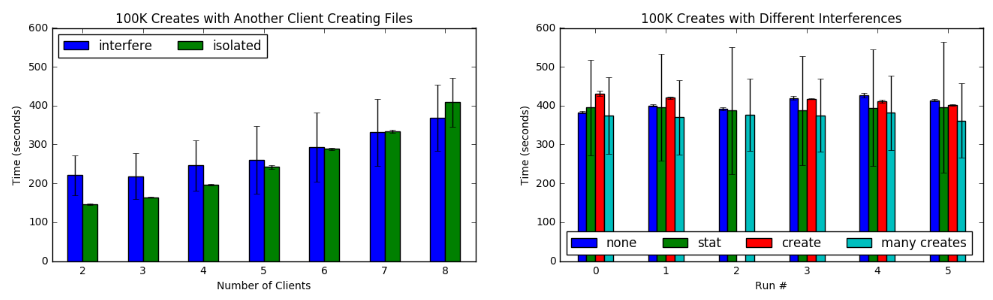 100K Creates with Another Client Creating Files
interfere isolated
600
500
400
300
200
100
0
Time (seconds)
2 3 4 5 6 7 8
Number of Clients
100K Creates with Different Interferences
600
500
400
300
200
100
0
Time (seconds)
none stat create many creates
0 1 2 3 4 5
Run #